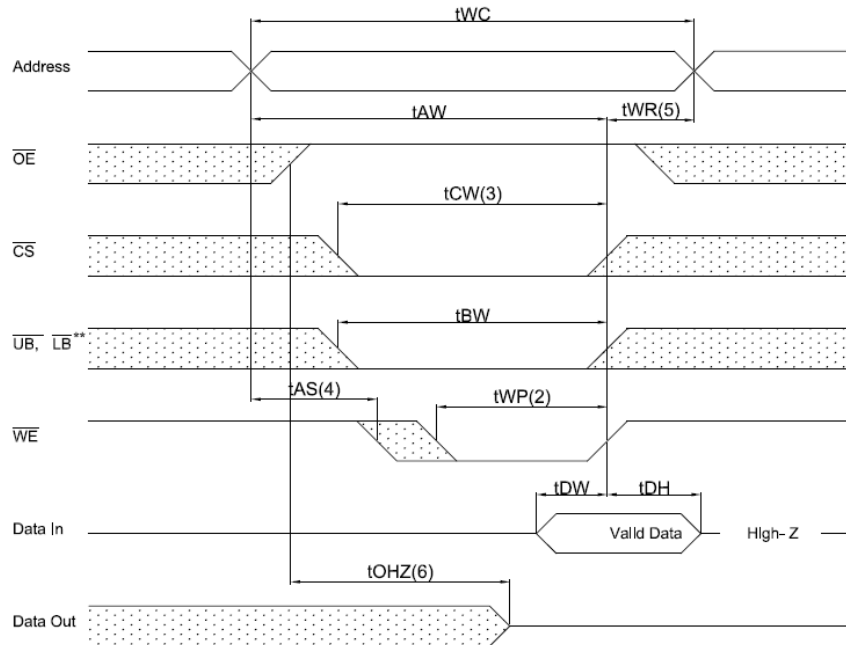 tWC
Address
tAW
tWR(5)
OE
tCW(3)
CS
tBW
UB, LB**
tAS(4)
tWP(2)
WE
tDW
tDH
Data In
Valid Data
High- Z
tOHZ(6)
Data Out